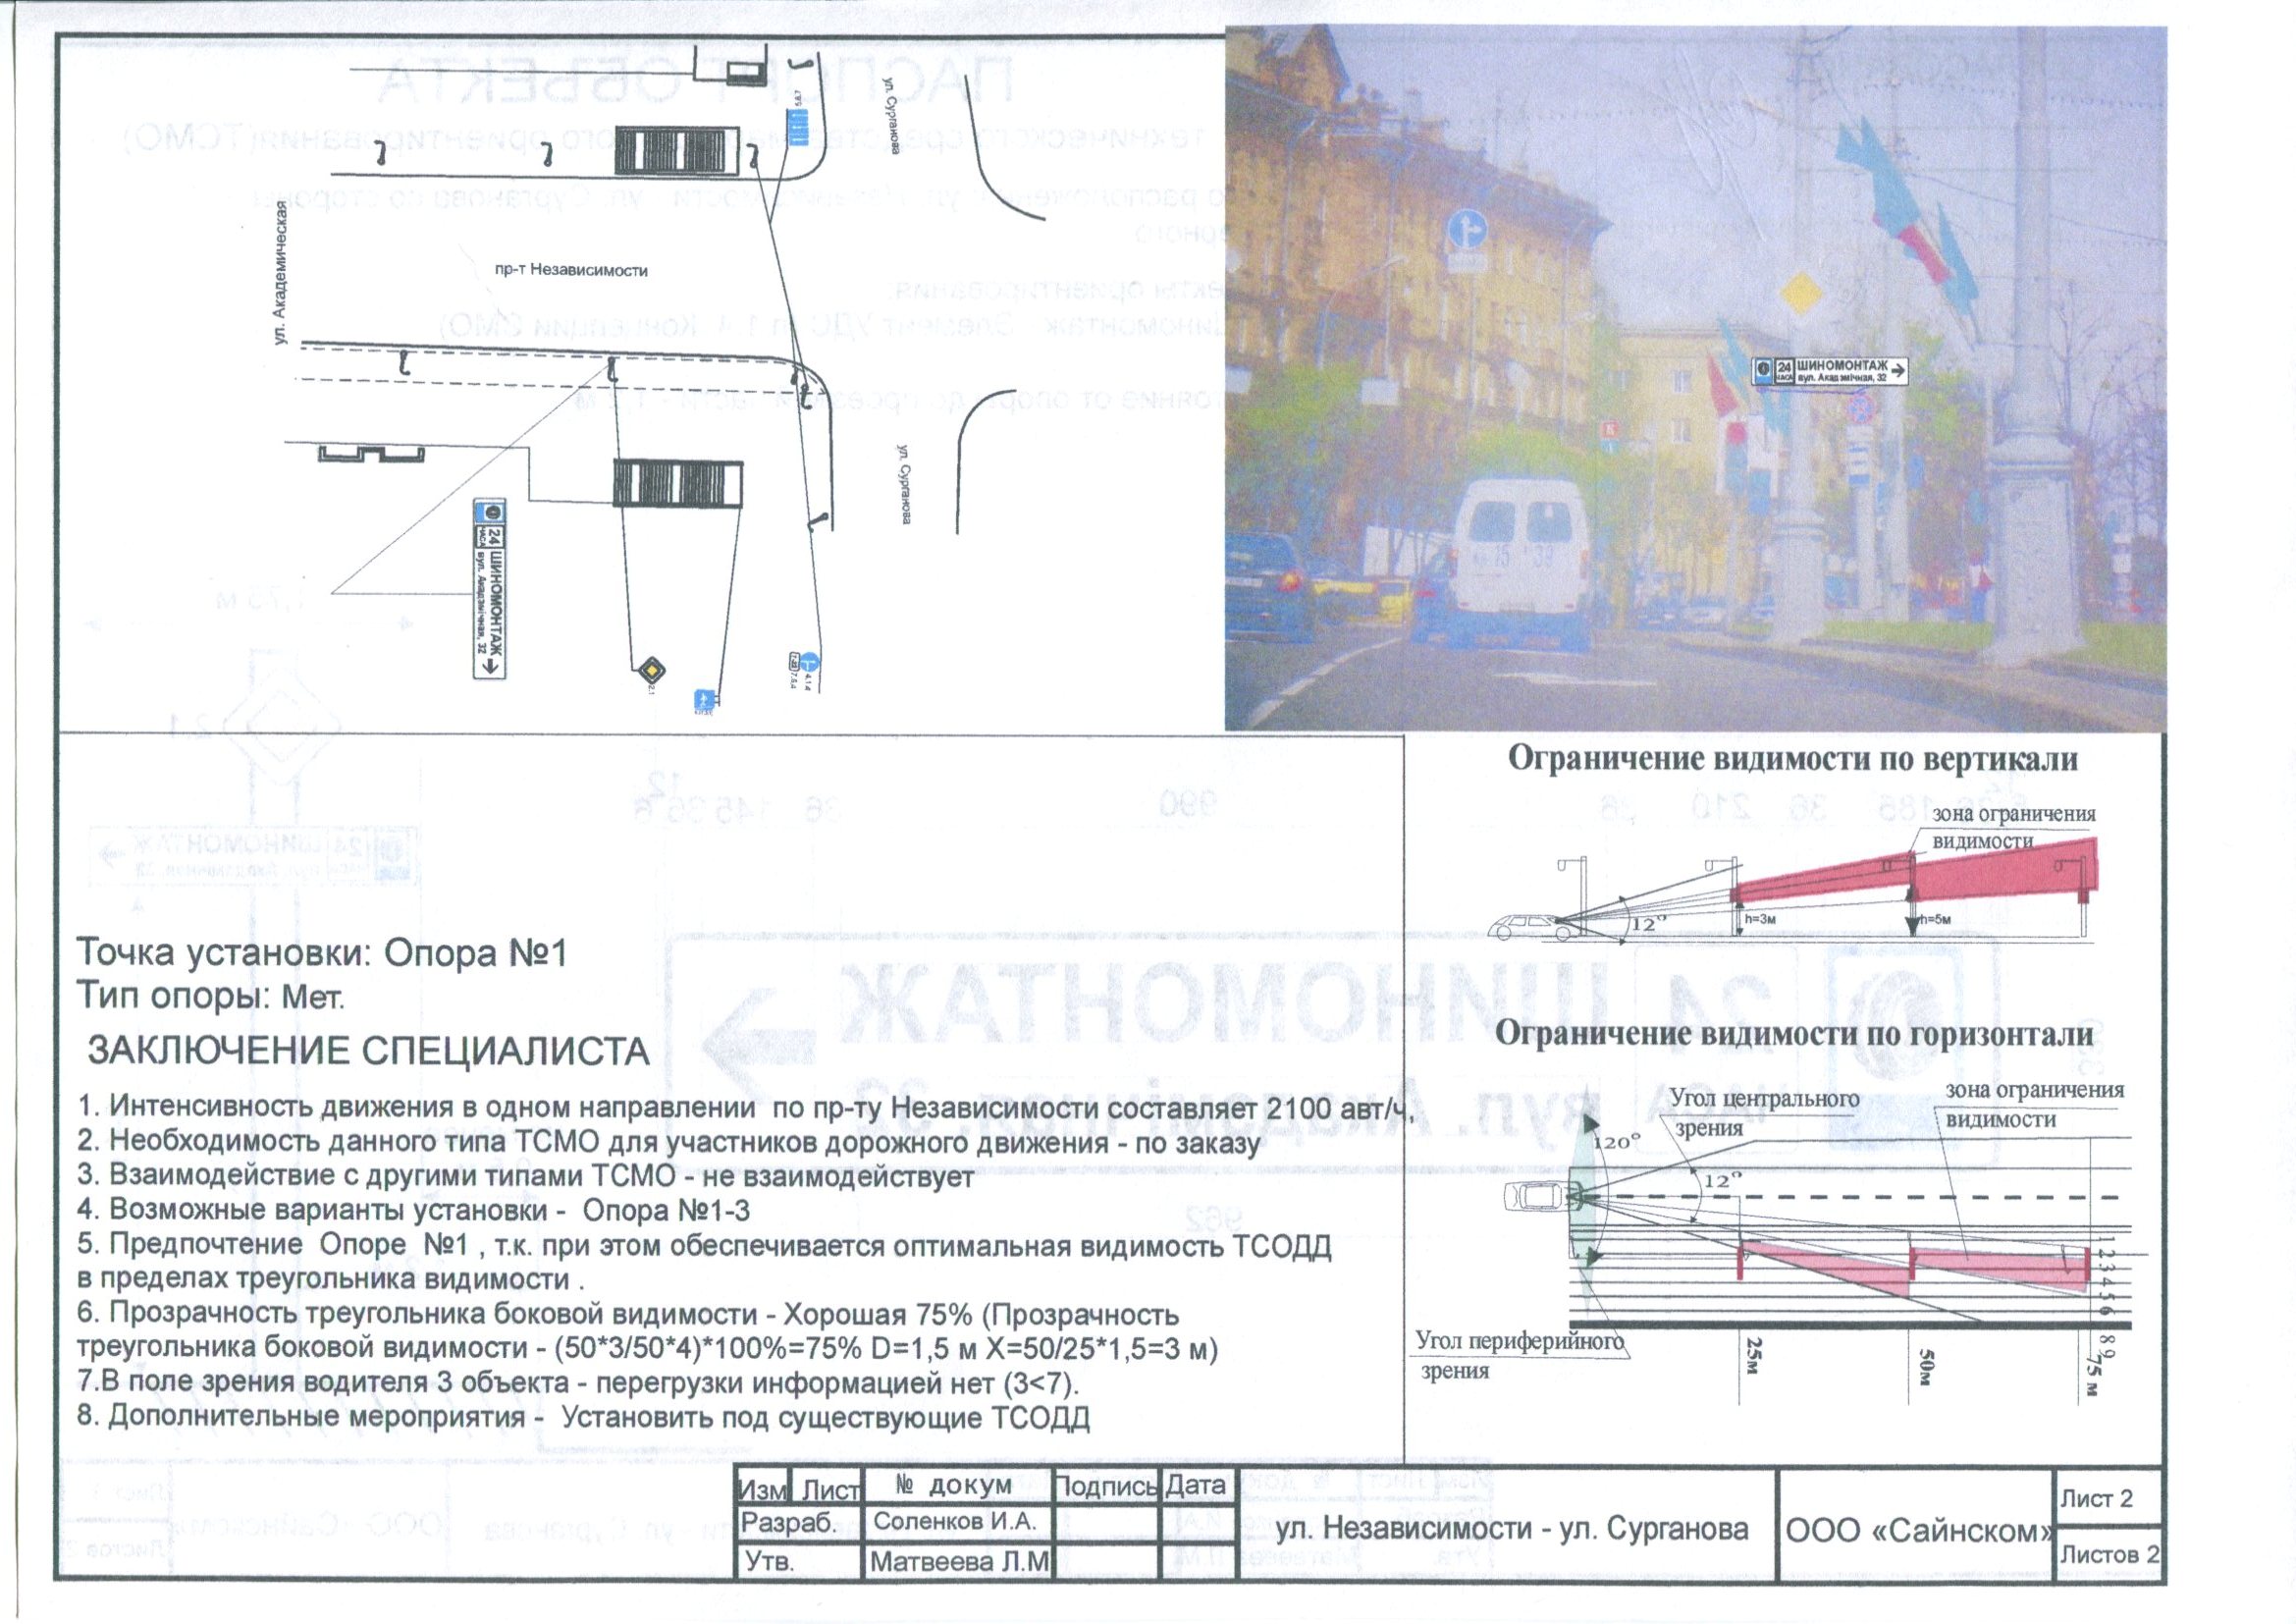 ул. Академическая
пр-т Независимости
ул. Сурганова
ул. Сурганова
5.8.7
24
ЧАСА
ШИНОМОНТАЖ
вул. Акадэмічная, 32
2.1
4.1.4
7.5.4
24
ЧАСА
ШИНОМОНТАЖ
вул. Акадэмічная, 32
Ограничение видимости по вертикали
зона ограничения
видимости
12°
h=3м
h=5м
Ограничение видимости по горизонтали
Угол центрального
зрения
зона ограничения
видимости
120°
12°
Угол периферийного
зрения
25м
50м
75 м
1 2 3 4 5 6 8 9
Точка установки: Опора №1
Тип опоры: Мет.
ЗАКЛЮЧЕНИЕ СПЕЦИАЛИСТА
1. Интенсивность движения в одном направлении по пр-ту Независимости составляет 2100 авт/ч,
2. Необходимость данного типа ТСМО для участников дорожного движения - по заказу
3. Взаимодействие с другими типами ТСМО - не взаимодействует
4. Возможные варианты установки - Опора №1-3
5. Предпочтение Опоре №1 , т.к. при этом обеспечивается оптимальная видимость ТСОДД
в пределах треугольника видимости .
6. Прозрачность треугольника боковой видимости - Хорошая 75% (Прозрачность
треугольника боковой видимости - (50*3/50*4)*100%=75% D=1,5 м X=50/25*1,5=3 м)
7.В поле зрения водителя 3 объекта - перегрузки информацией нет (3<7).
8. Дополнительные мероприятия - Установить под существующие ТСОДД
Изм Лист № докум Подпись Дата
Разраб. Соленков И.А.
Утв. Матвеева Л.М
ул. Независимости - ул. Сурганова
ООО «Сайнском»
Лист 2
Листов 2